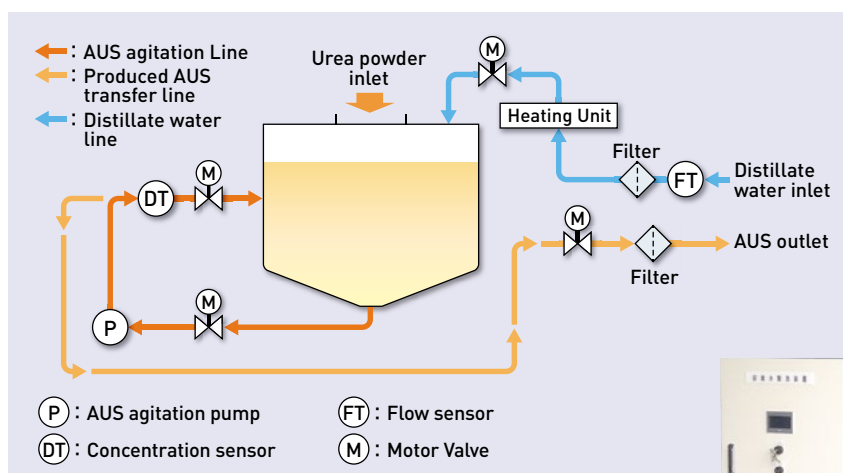 : AUS agitation Line
: Produced AUS
transfer line
: Distillate water
line
Urea powder
inlet
M
Heating Unit
Filter
FT
Distillate
water inlet
M
DT
M
AUS outlet
Filter
M
P
P : AUS agitation pump
FT : Flow sensor
DT : Concentration sensor
M : Motor Valve